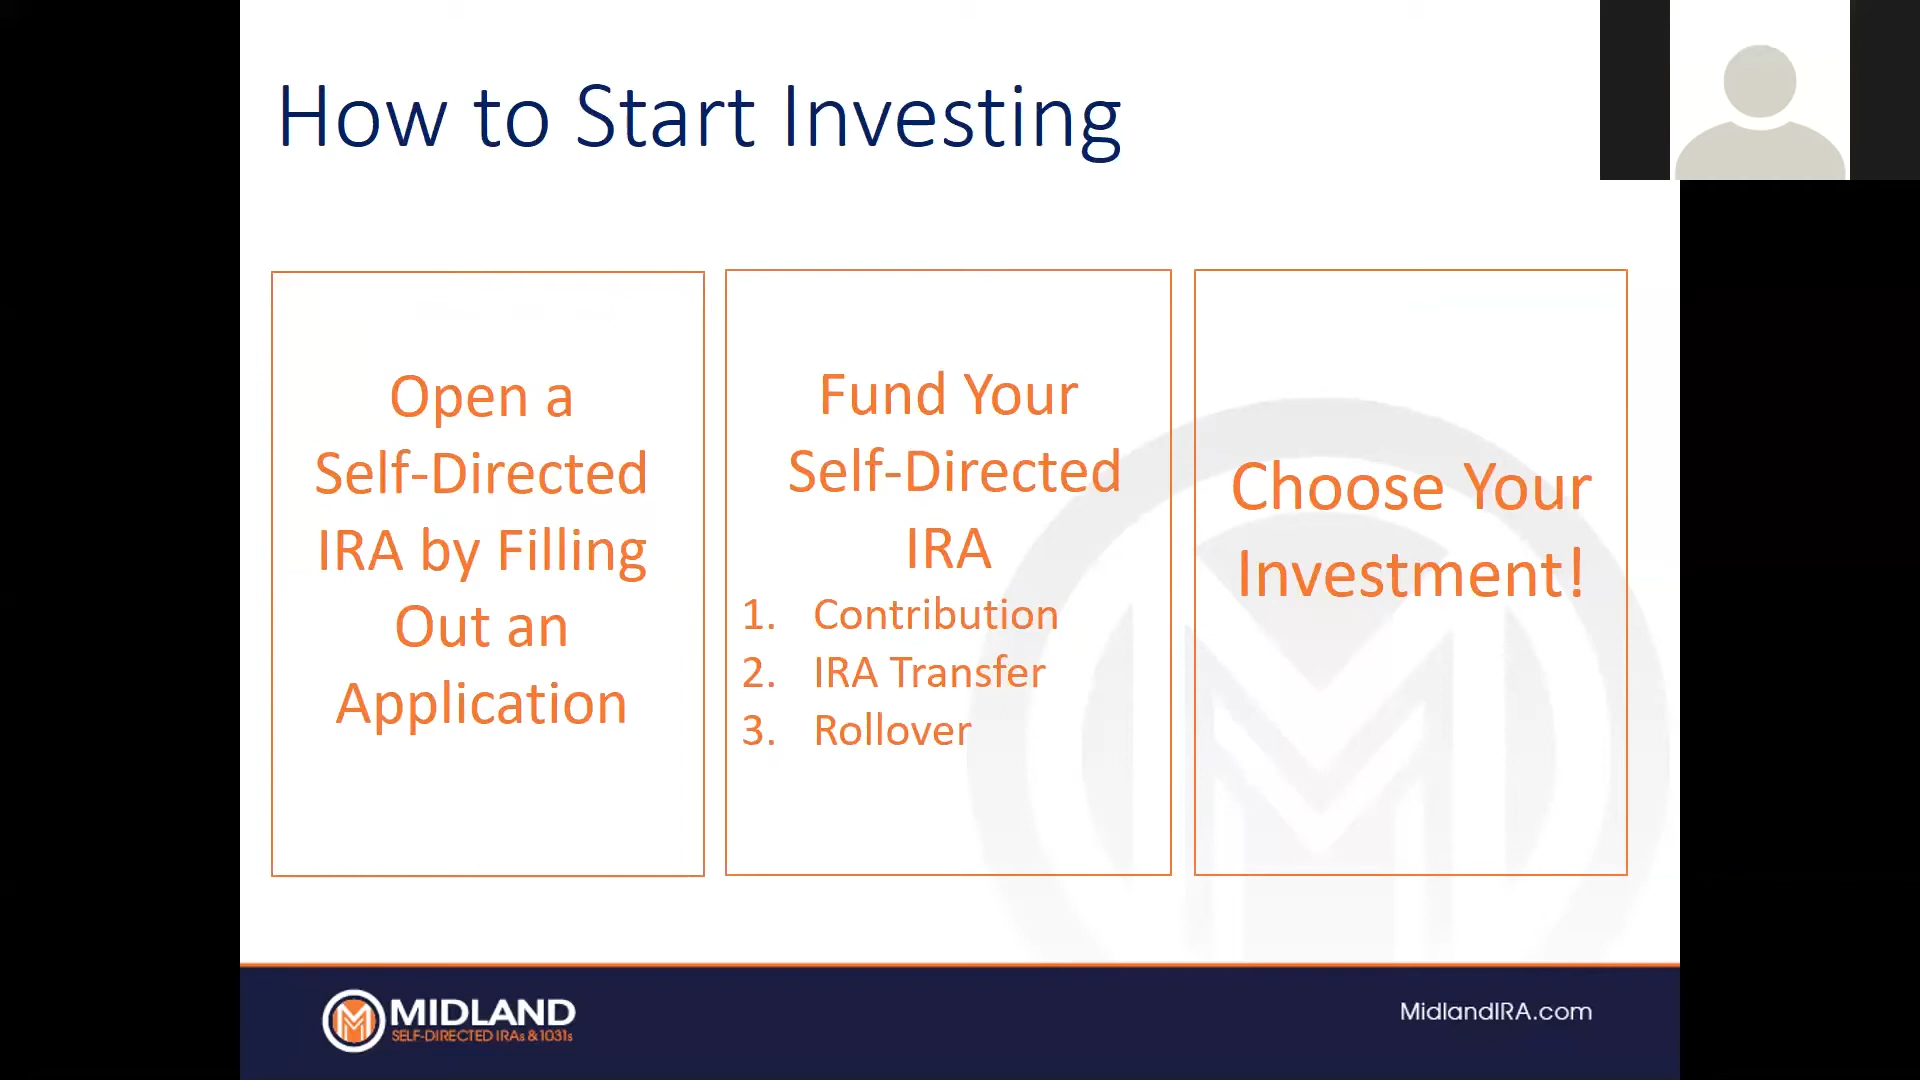 How to Start Investing
Open a
Self-Directed
IRA by Filling
Out an
Application
Fund Your
Self-Directed
IRA
1. Contribution
2. IRA Transfer
3. Rollover
Choose Your
Investment!
MIDLAND
SELF-DIRECTED IRAs & 1031s
MidlandIRA.com